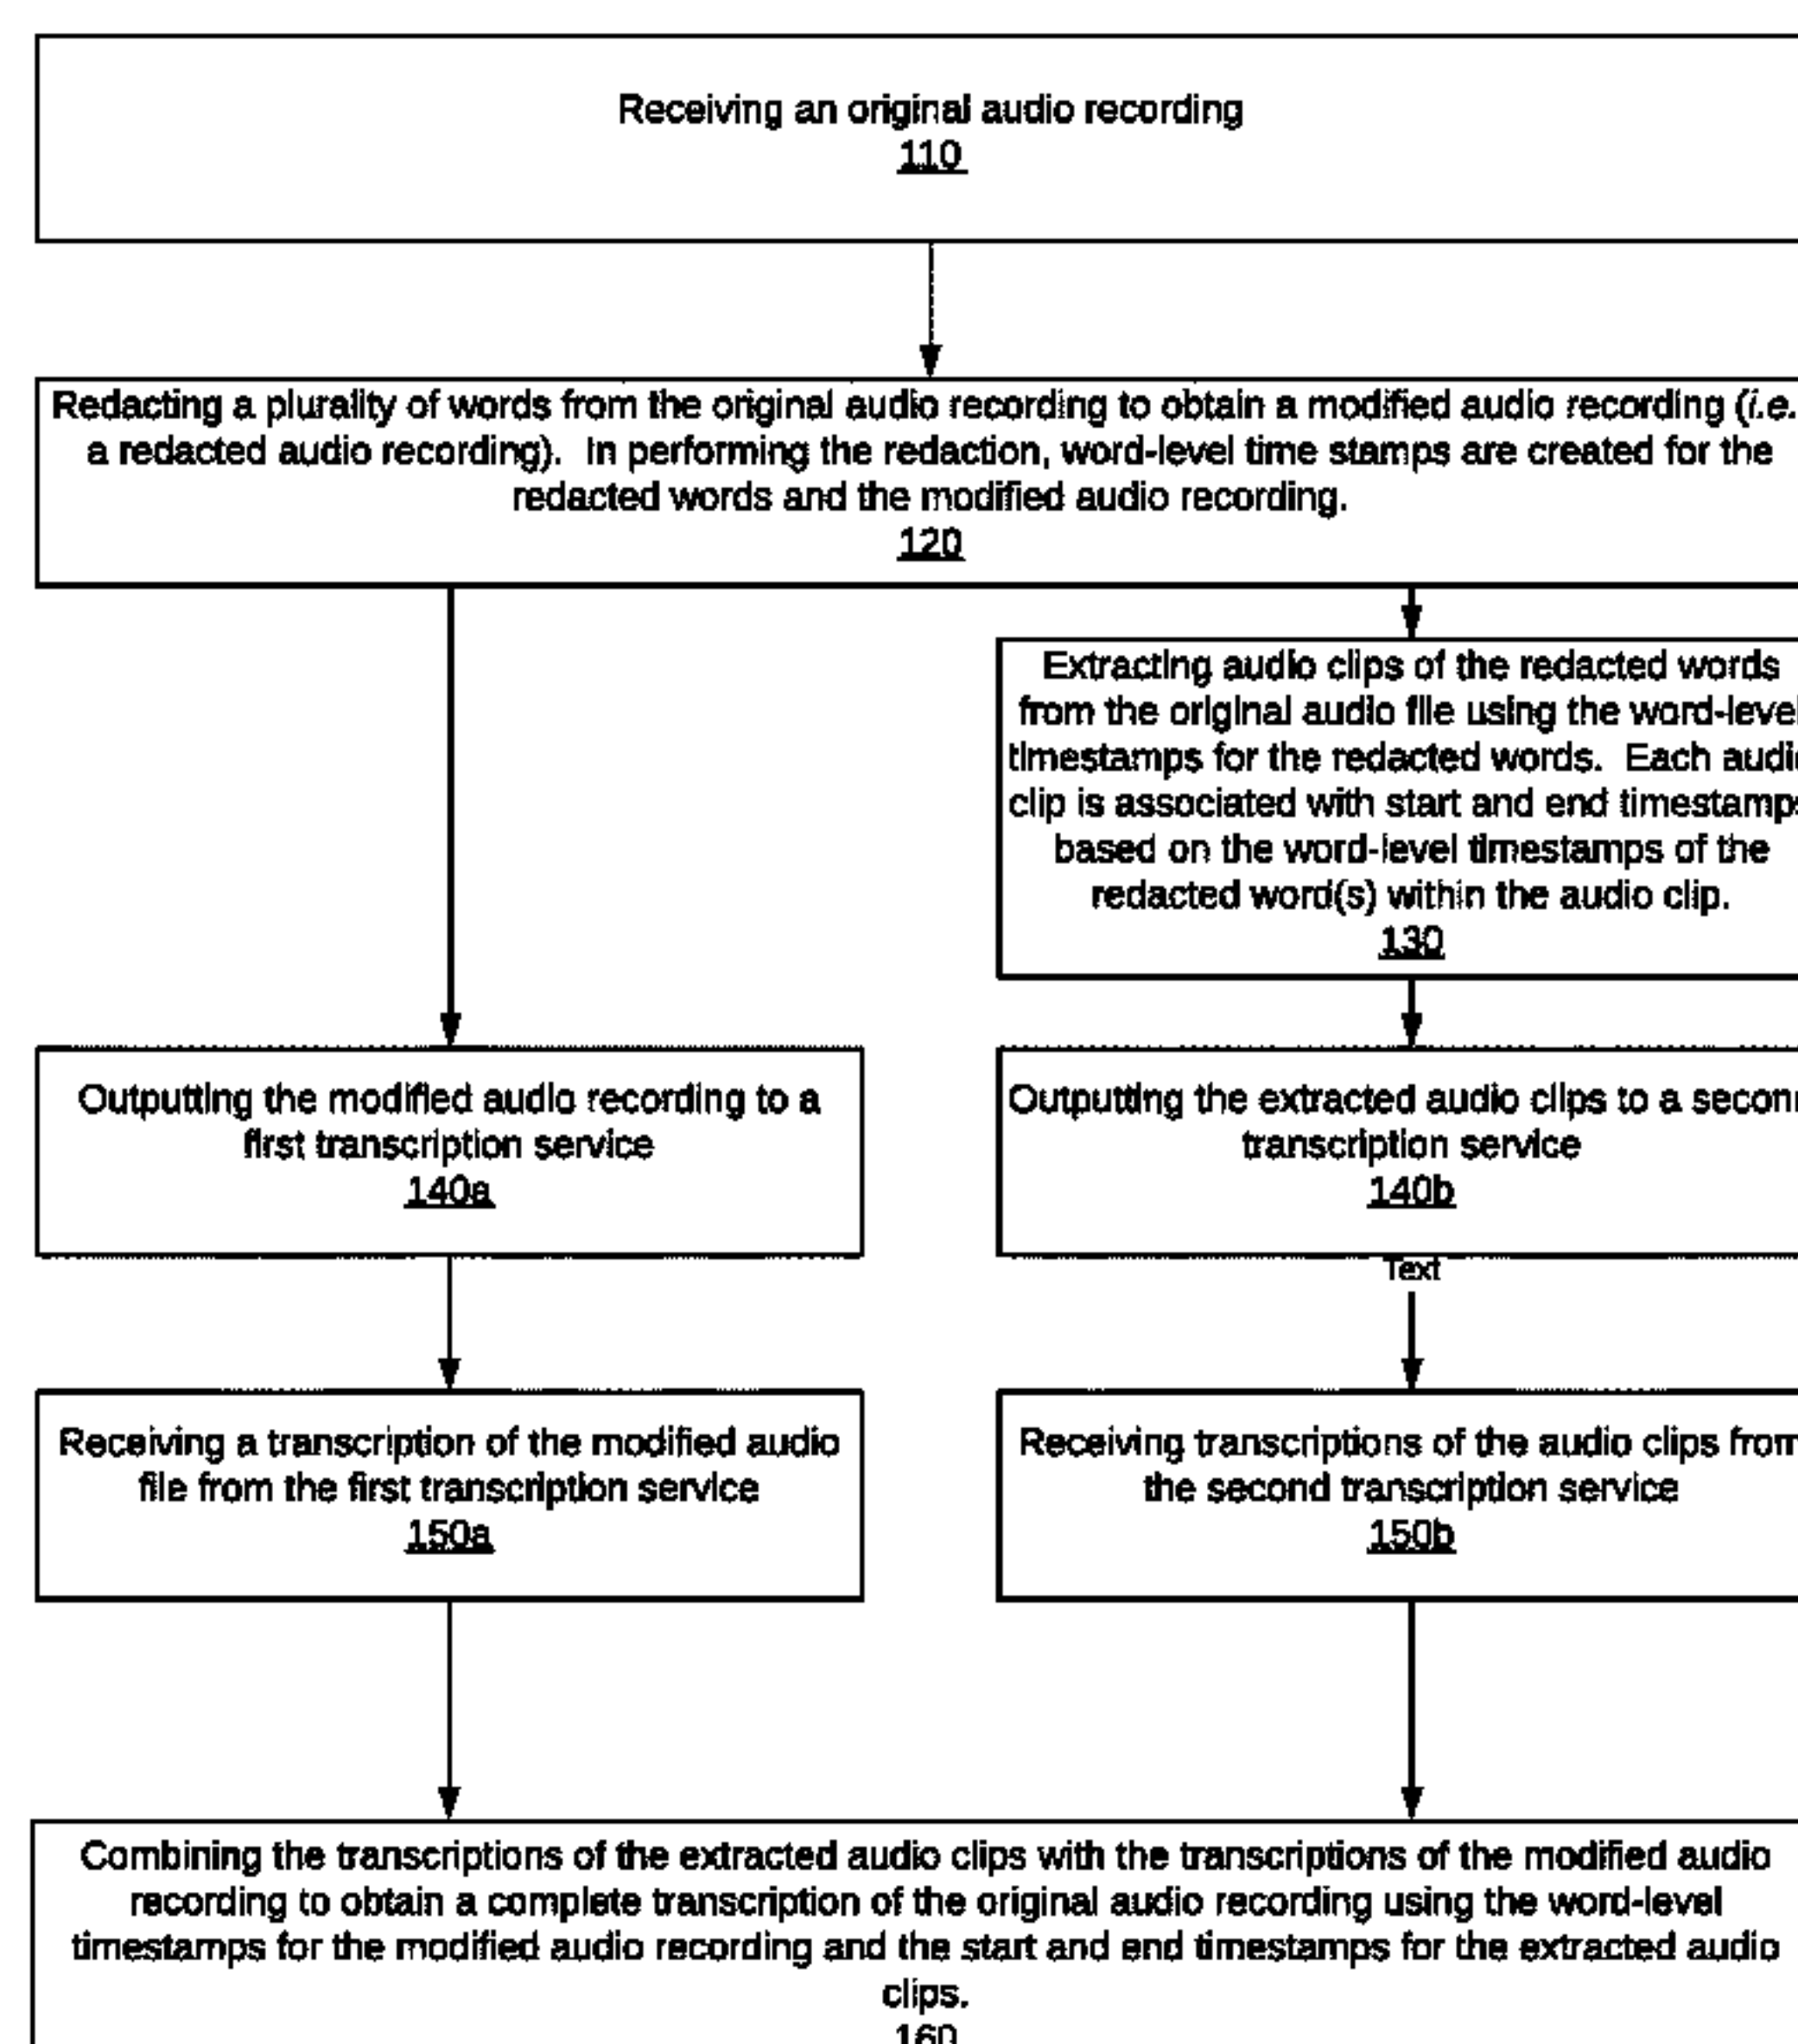 Receiving an original audio recording
110
Redacting a plurality of words from the original audio recording to obtain a modified audio recording (i.e.
a redacted audio recording). In performing the redaction, word-level time stamps are created for the
redacted words and the modified audio recording.
120
Extracting audio clips of the redacted words
from the original audio file using the word-level
timestamps for the redacted words. Each audio
clip is associated with start and end timestamps
based on the word-level timestamps of the
redacted word(s) within the audio clip.
130
Outputting the modified audio recording to a
first transcription service
140a
Outputting the extracted audio clips to a second
transcription service
140b
Text
Receiving a transcription of the modified audio
file from the first transcription service
150a
Receiving transcriptions of the audio clips from
the second transcription service
150b
Combining the transcriptions of the extracted audio clips with the transcriptions of the modified audio
recording to obtain a complete transcription of the original audio recording using the word-level
timestamps for the modified audio recording and the start and end timestamps for the extracted audio
clips.
160